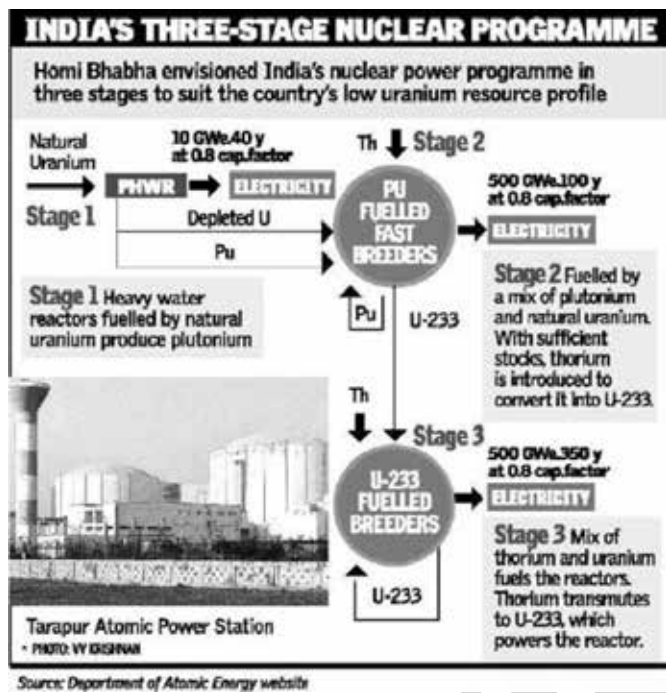 INDIA'S THREE-STAGE NUCLEAR PROGRAMME
Homi Bhabha envisioned India's nuclear power programme in
three stages to suit the country's low uranium resource profile
Natural
Uranium
10 GWe.40 y
at 0.8 cap.factor
PHWR
ELECTRICITY
Stage 1
Depleted U
Pu
Th
Stage 2
PU
FUELLED
FAST
BREEDERS
500 GWe.100 y
at 0.8 cap.factor
ELECTRICITY
Stage 1 Heavy water
reactors fuelled by natural
uranium produce plutonium
Pu
U-233
Stage 2 Fuelled by
a mix of plutonium
and natural uranium.
With sufficient
stocks, thorium
is introduced to
convert it into U-233.
Th
Stage 3
U-233
FUELLED
BREEDERS
500 GWe.350 y
at 0.8 cap.factor
ELECTRICITY
U-233
Stage 3 Mix of
thorium and uranium
fuels the reactors.
Thorium transmutes
to U-233, which
powers the reactor.
Tarapur Atomic Power Station
• PHOTO: VV KRISHNAN
Source: Department of Atomic Energy website